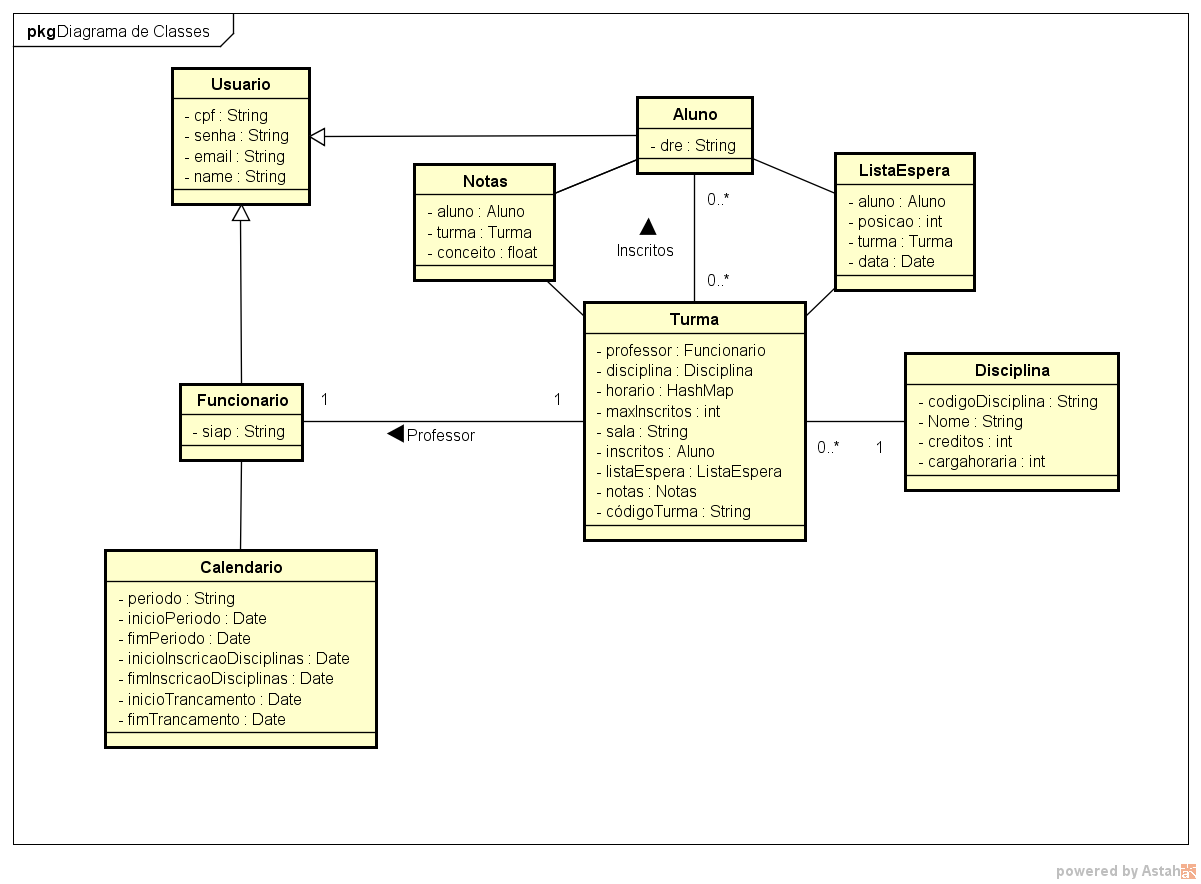 pkg Diagrama de Classes
Usuario
- cpf : String
- senha : String
- email : String
- name : String
Aluno
- dre : String
Notas
- aluno : Aluno
- turma : Turma
- conceito : float
ListaEspera
- aluno : Aluno
- posicao : int
- turma : Turma
- data : Date
0..*
Inscritos
0..*
Turma
- professor : Funcionario
- disciplina : Disciplina
- horario : HashMap
- maxInscritos : int
- sala : String
- inscritos : Aluno
- listaEspera : ListaEspera
- notas : Notas
- códigoTurma : String
Disciplina
- codigoDisciplina : String
- Nome : String
- creditos : int
- cargahoraria : int
Funcionario
- siap : String
1
1
Professor
0..*
1
Calendario
- periodo : String
- inicioPeriodo : Date
- fimPeriodo : Date
- inicioInscricaoDisciplinas : Date
- fimInscricaoDisciplinas : Date
- inicioTrancamento : Date
- fimTrancamento : Date
powered by Astah